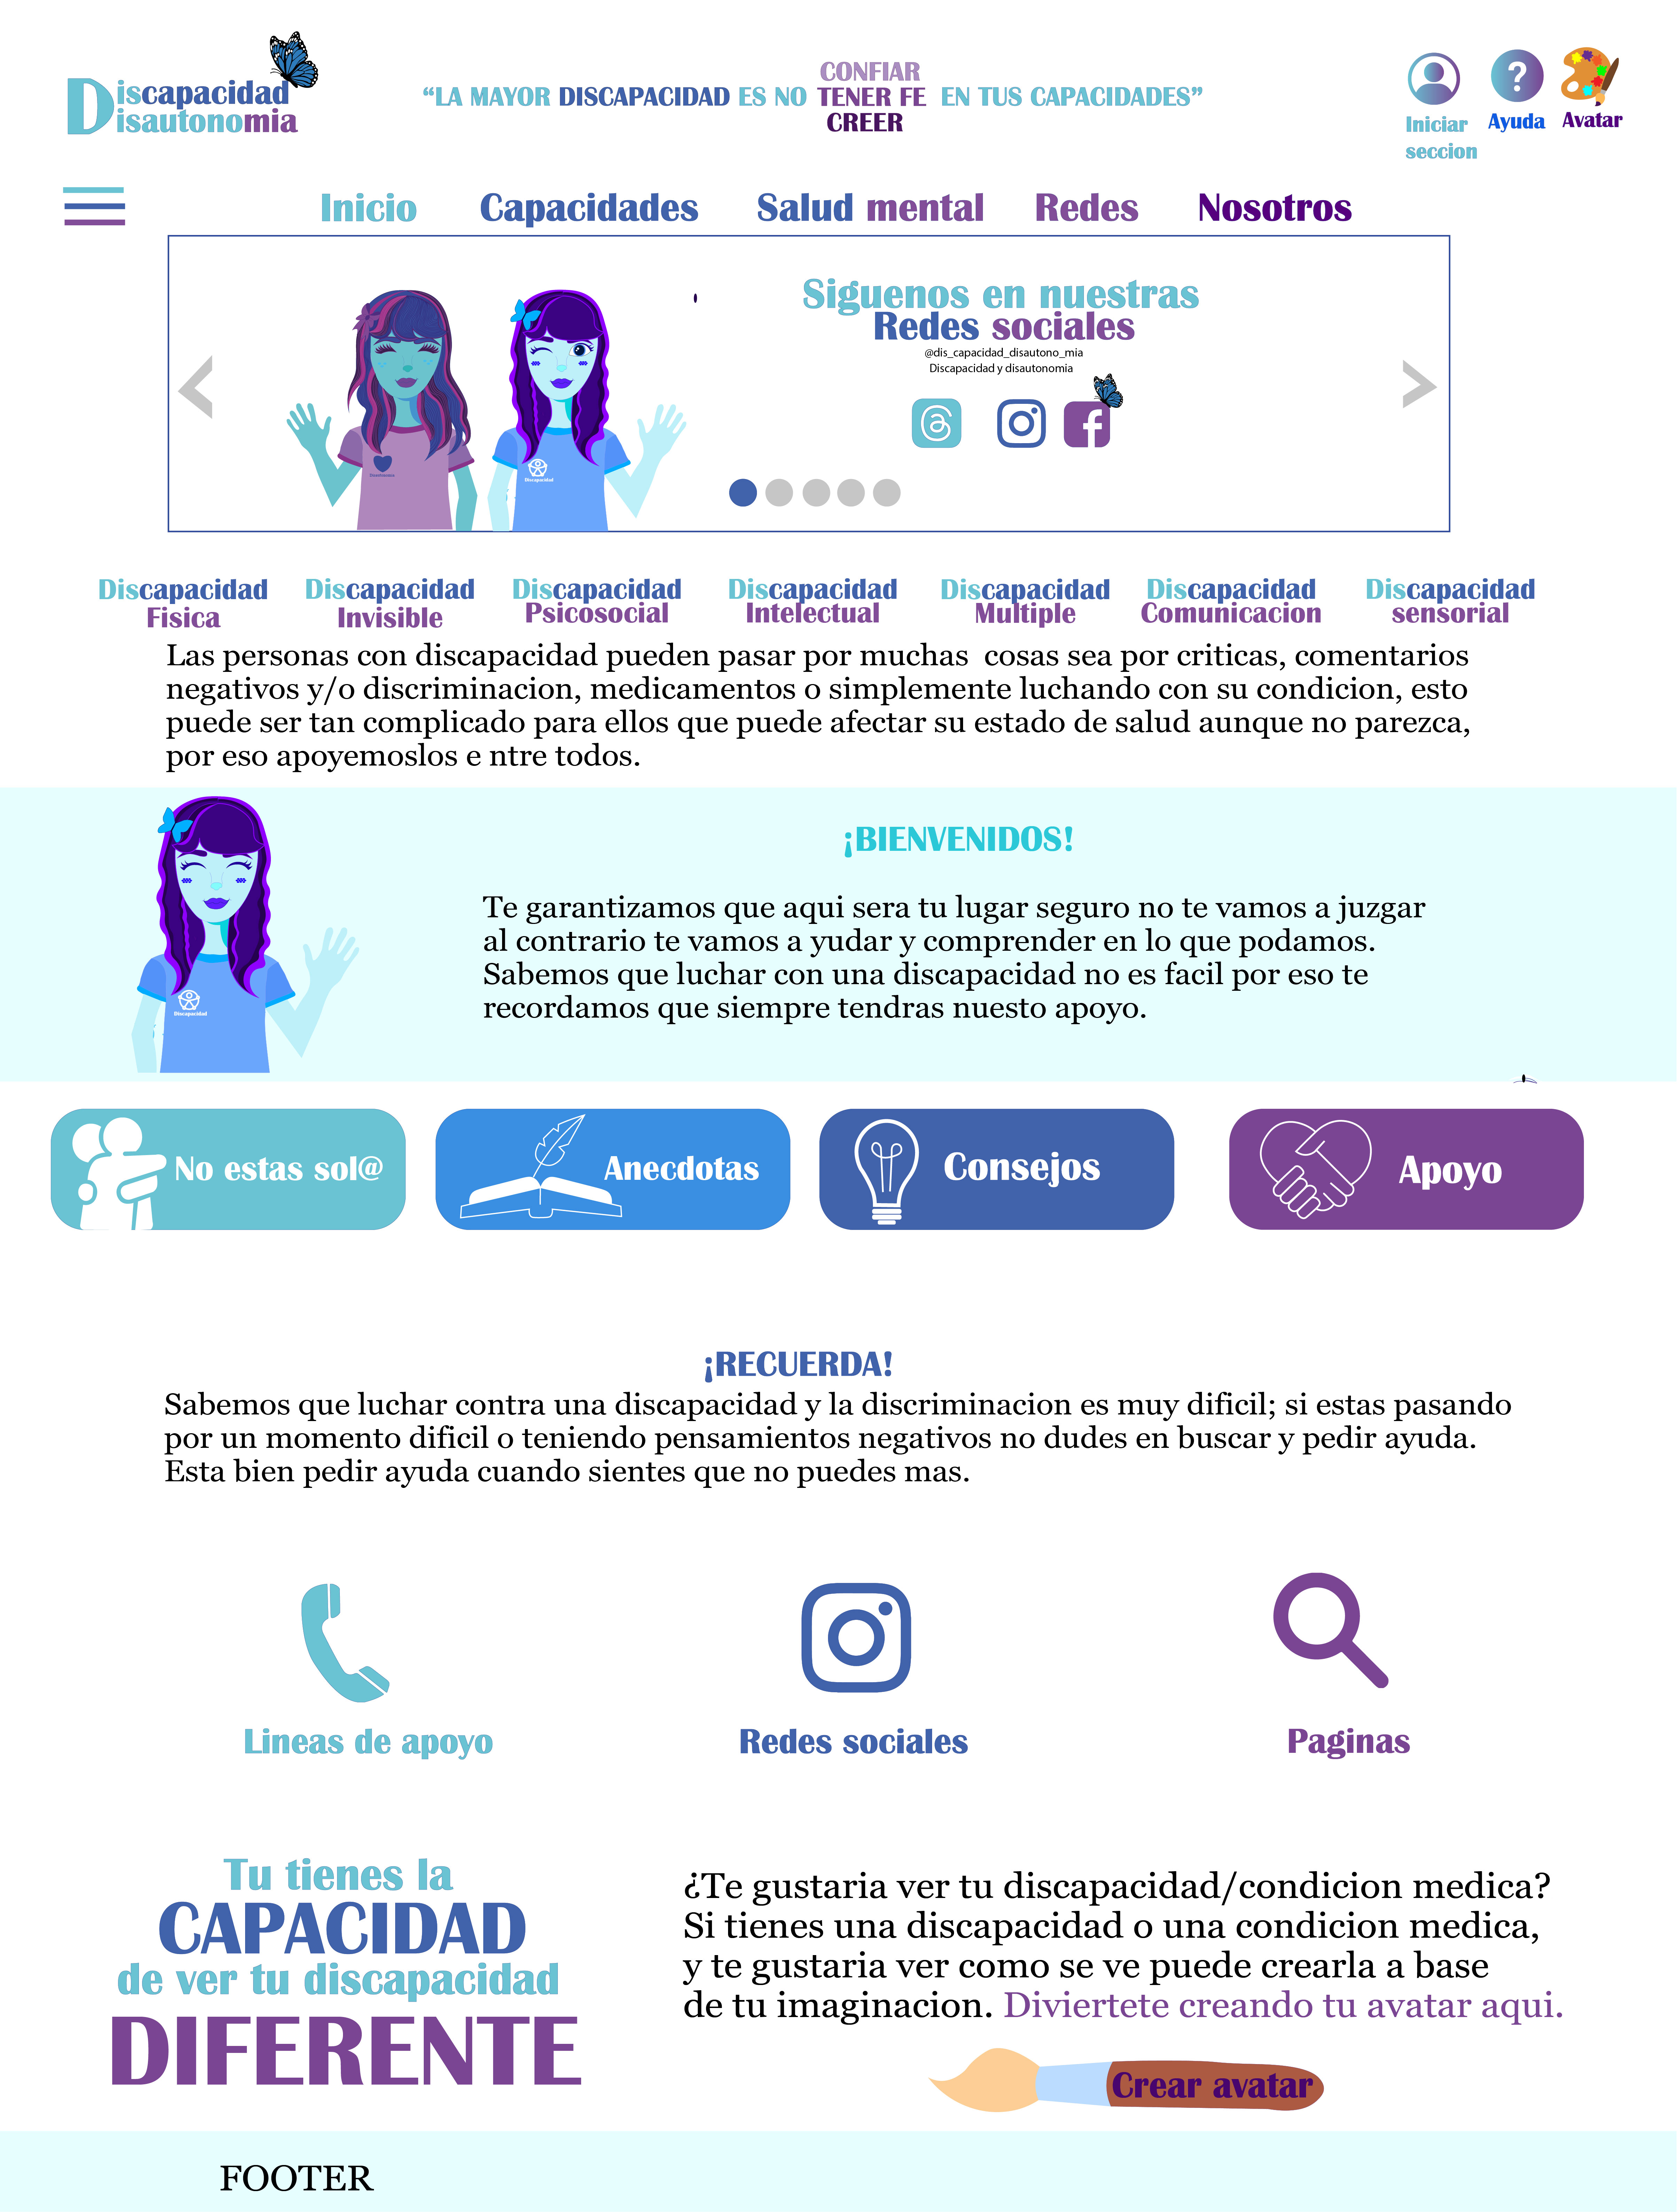 Discapacidad
Disautonomia
CONFIAR
“LA MAYOR DISCAPACIDAD ES NO TENER FE EN TUS CAPACIDADES”
CREER
Iniciar
seccion
Ayuda
Avatar
Inicio
Capacidades
Salud mental
Redes
Nosotros
Siguenos en nuestras
Redes sociales
@dis_capacidad_disautono_mia
Discapacidad y disautonomia
Discapacidad
Discapacidad
Fisica
Discapacidad
Invisible
Discapacidad
Psicosocial
Discapacidad
Intelectual
Discapacidad
Multiple
Discapacidad
Comunicacion
Discapacidad
sensorial
Las personas con discapacidad pueden pasar por muchas cosas sea por criticas, comentarios
negativos y/o discriminacion, medicamentos o simplemente luchando con su condicion, esto
puede ser tan complicado para ellos que puede afectar su estado de salud aunque no parezca,
por eso apoyemoslos e ntre todos.
¡BIENVENIDOS!
Te garantizamos que aqui sera tu lugar seguro no te vamos a juzgar
al contrario te vamos a yudar y comprender en lo que podamos.
Sabemos que luchar con una discapacidad no es facil por eso te
recordamos que siempre tendras nuesto apoyo.
Discapacidad
No estas sol@
Anecdotas
Consejos
Apoyo
¡RECUERDA!
Sabemos que luchar contra una discapacidad y la discriminacion es muy dificil; si estas pasando
por un momento dificil o teniendo pensamientos negativos no dudes en buscar y pedir ayuda.
Esta bien pedir ayuda cuando sientes que no puedes mas.
Lineas de apoyo
Redes sociales
Paginas
Tu tienes la
CAPACIDAD
de ver tu discapacidad
DIFERENTE
¿Te gustaria ver tu discapacidad/condicion medica?
Si tienes una discapacidad o una condicion medica,
y te gustaria ver como se ve puede crearla a base
de tu imaginacion. Diviertete creando tu avatar aqui.
Crear avatar
FOOTER